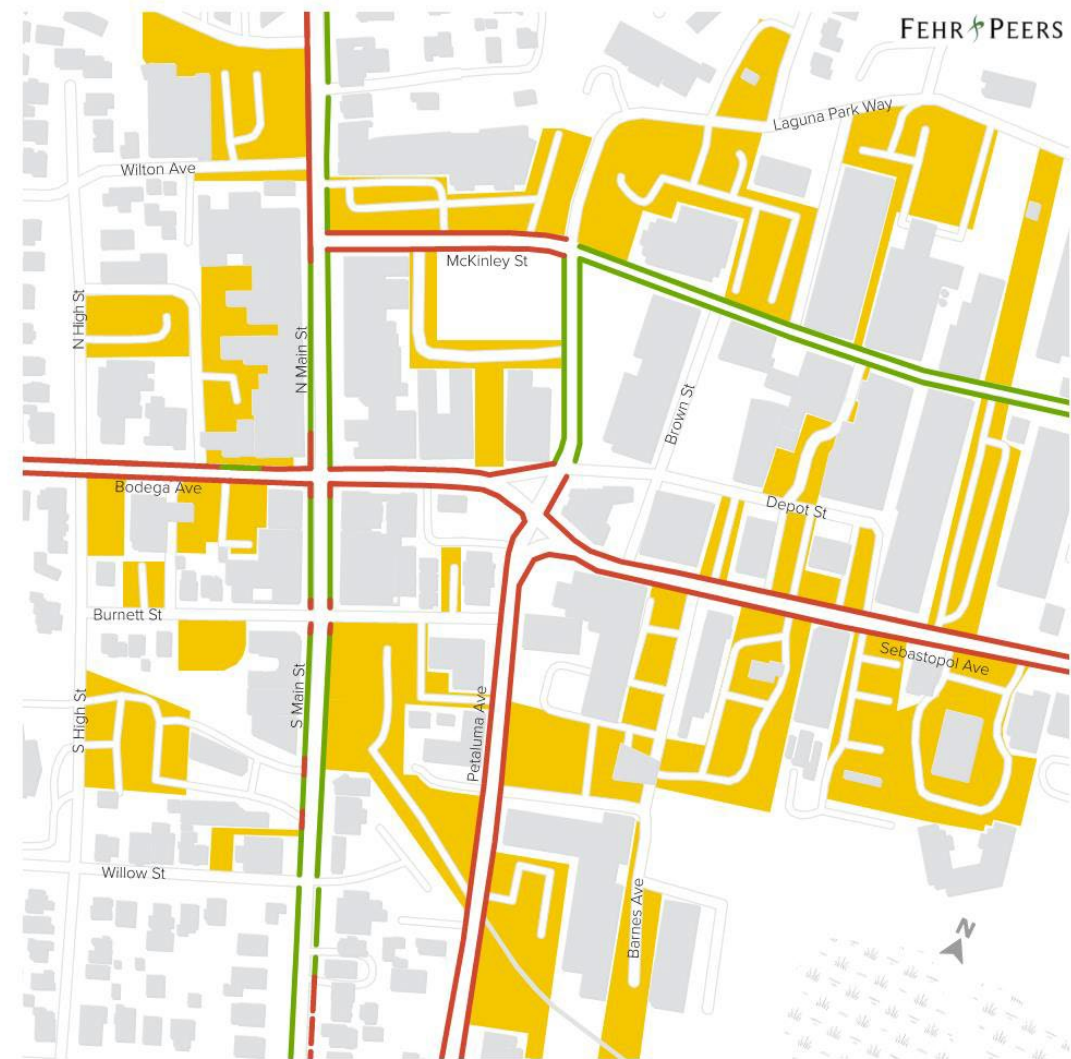 FEHR PEERS
Laguna Park Way
Wilton Ave
McKinley St
N High St
N Main St
Brown St
Bodega Ave
Depot St
Burnett St
Sebastopol Ave
S Main St
S High St
Petaluma Ave
Willow St
Barnes Ave
N